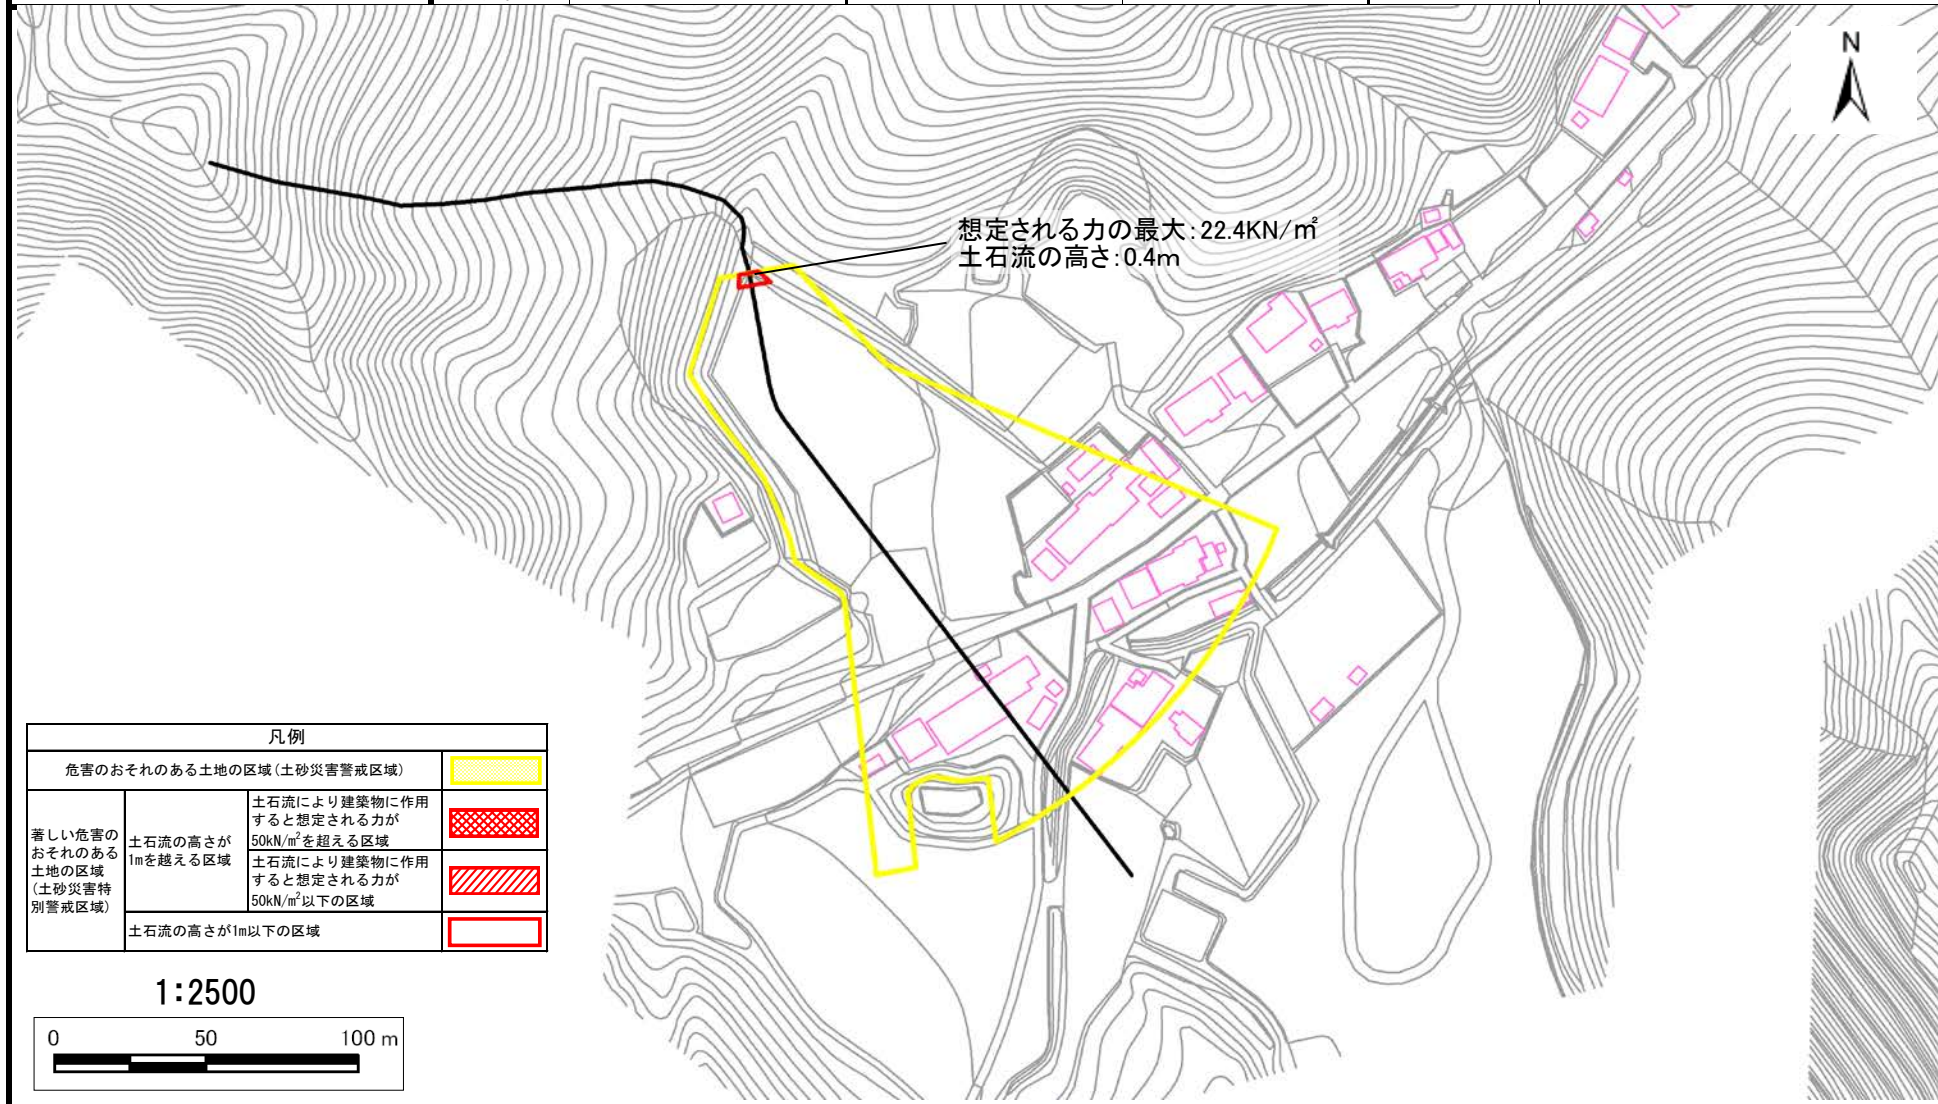 N
想定される力の最大:22.4KN/㎡
土石流の高さ:0.4m
凡例
危害のおそれのある土地の区域(土砂災害警戒区域)
著しい危害の
おそれのある
土地の区域
(土砂災害特
別警戒区域)
土石流の高さが
1mを越える区域
土石流により建築物に作用
すると想定される力が
50kN/m²を超える区域
土石流により建築物に作用
すると想定される力が
50kN/m²以下の区域
土石流の高さが1m以下の区域
1:2500
0 50 100 m